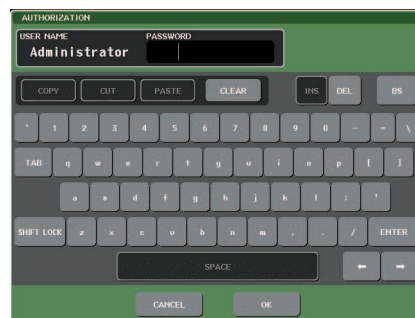 AUTHORIZATION
USER NAME PASSWORD
Administrator
COPY CUT PASTE CLEAR INS DEL BS
` 1 2 3 4 5 6 7 8 9 0 - = \
TAB q w e r t y u i o p [ ]
a s d f g h j k l ; '
SHIFT LOCK z x c v b n m , . / ENTER
SPACE ← →
CANCEL OK